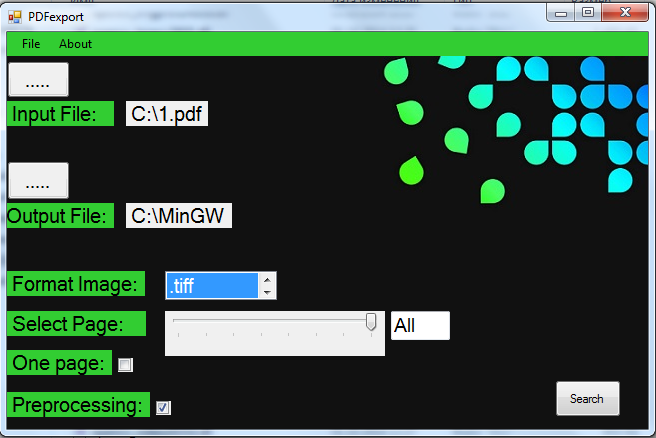 PDFexport
File About
.....
Input File: C:\1.pdf
.....
Output File: C:\MinGW
Format Image: .tiff
Select Page: All
One page:
Preprocessing:
Search